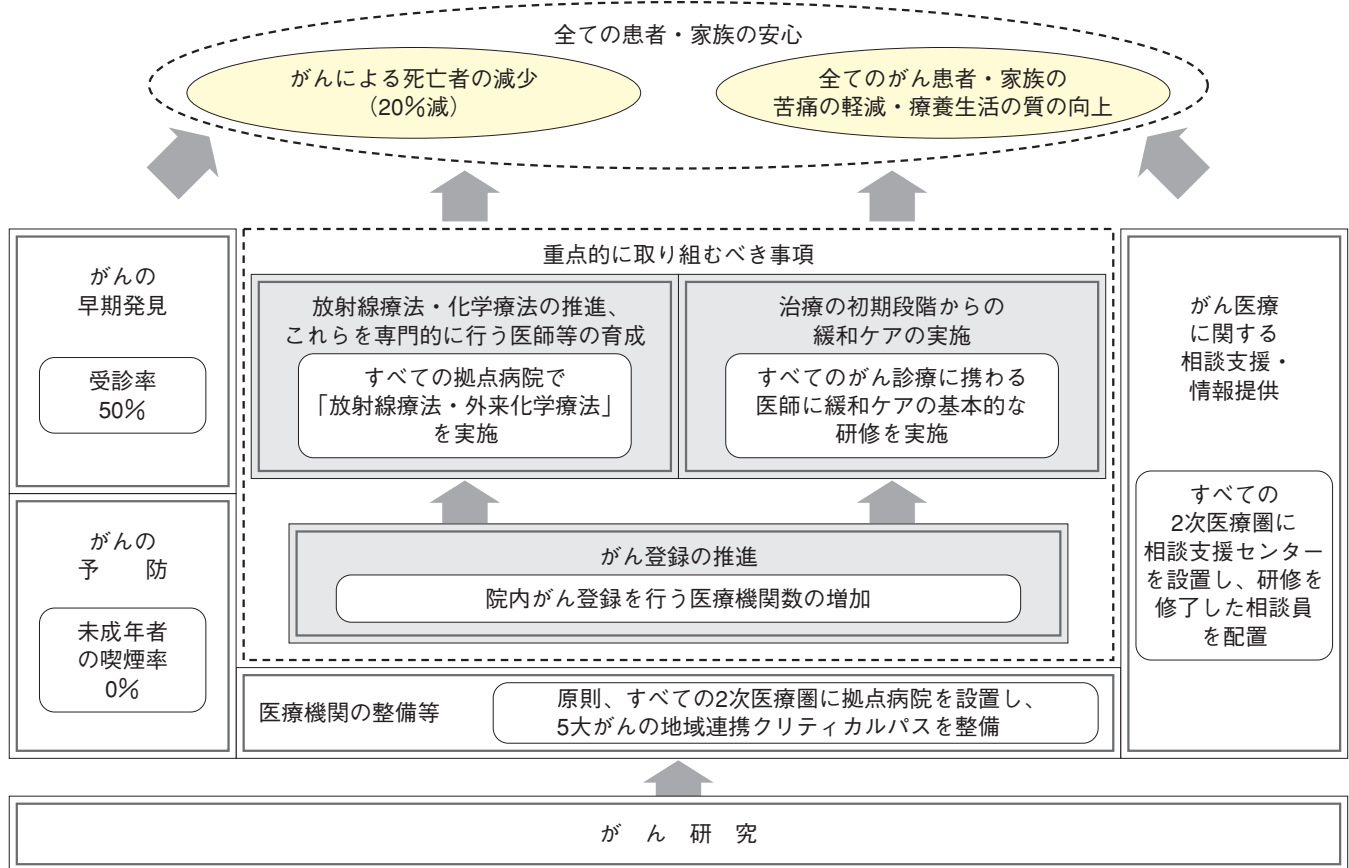 全ての患者・家族の安心
がんによる死亡者の減少
（20％減）
全てのがん患者・家族の
苦痛の軽減・療養生活の質の向上
がんの
早期発見
受診率
50％
がんの
予　防
未成年者
の喫煙率
0％
重点的に取り組むべき事項
放射線療法・化学療法の推進、
これらを専門的に行う医師等の育成
すべての拠点病院で
「放射線療法・外来化学療法」
を実施
治療の初期段階からの
緩和ケアの実施
すべてのがん診療に携わる
医師に緩和ケアの基本的な
研修を実施
がん登録の推進
院内がん登録を行う医療機関数の増加
医療機関の整備等
原則、すべての2次医療圏に拠点病院を設置し、
5大がんの地域連携クリティカルパスを整備
がん医療
に関する
相談支援・
情報提供
すべての
2次医療圏に
相談支援センター
を設置し、研修を
修了した相談員
を配置
が　ん　研　究